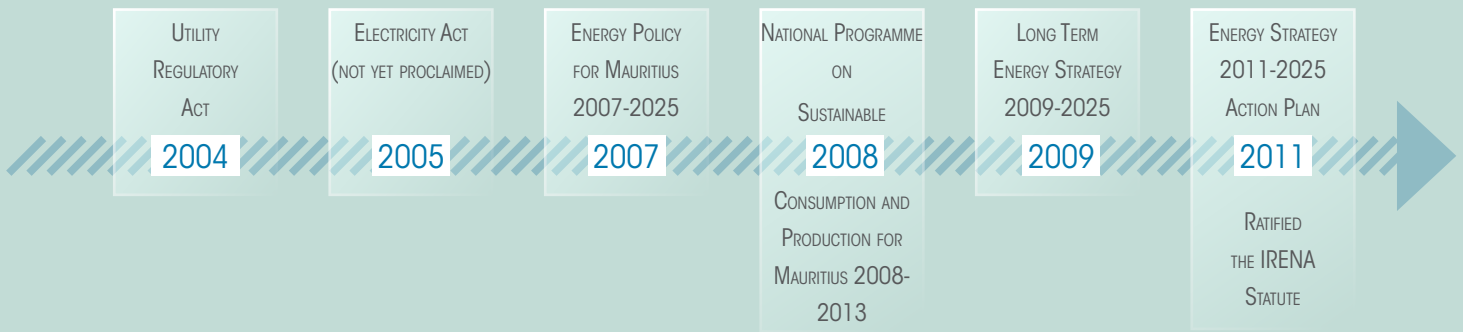 Utility
Regulatory
Act
2004
Electricity Act
(not yet proclaimed)
2005
Energy Policy
for Mauritius
2007-2025
2007
National Programme
on
Sustainable
2008
Consumption and
Production for
Mauritius 2008-
2013
Long Term
Energy Strategy
2009-2025
2009
Energy Strategy
2011-2025
Action Plan
2011
Ratified
the IRENA
Statute